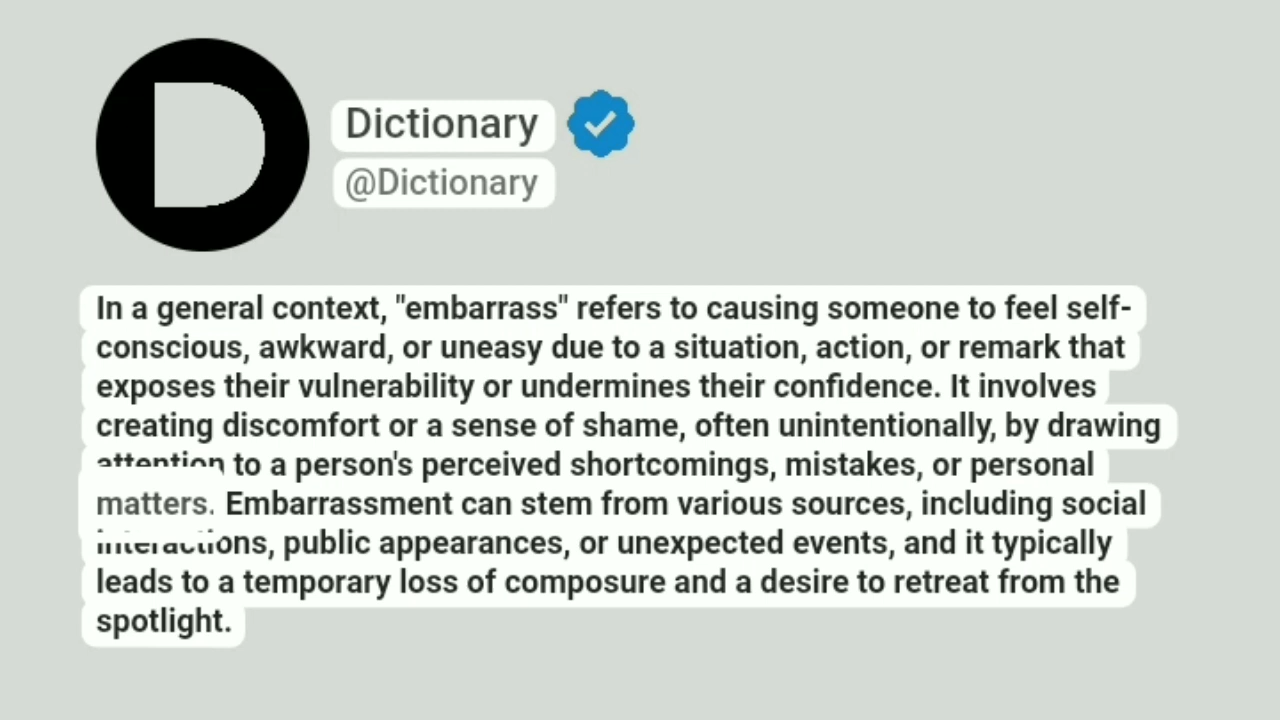 D
Dictionary
@Dictionary
In a general context, "embarrass" refers to causing someone to feel self-
conscious, awkward, or uneasy due to a situation, action, or remark that
exposes their vulnerability or undermines their confidence. It involves
creating discomfort or a sense of shame, often unintentionally, by drawing
attention to a person's perceived shortcomings, mistakes, or personal
matters. Embarrassment can stem from various sources, including social
interactions, public appearances, or unexpected events, and it typically
leads to a temporary loss of composure and a desire to retreat from the
spotlight.